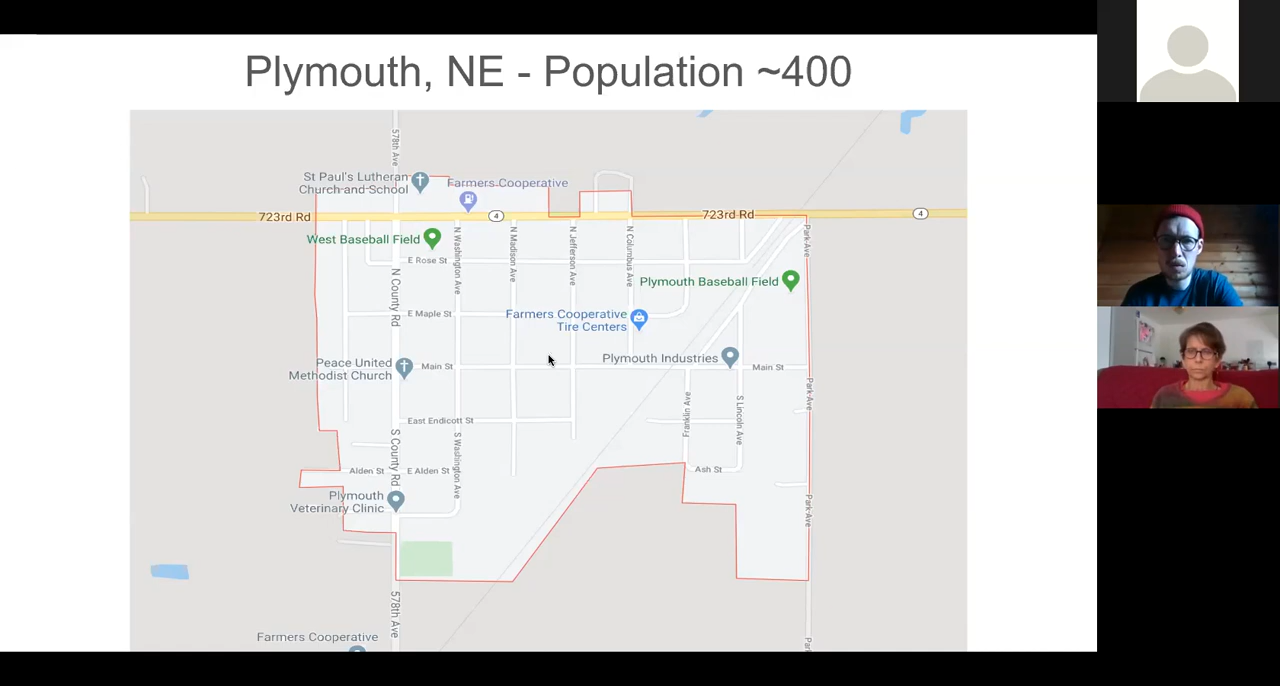 Plymouth, NE - Population ~400
578th Ave
St Paul's Lutheran
Church and School
Farmers Cooperative
723rd Rd
4
723rd Rd
4
West Baseball Field
E Rose St
N County Rd
N Washington Ave
N Madison Ave
N Jefferson Ave
N Columbus Ave
Park Ave
Plymouth Baseball Field
E Maple St
Farmers Cooperative
Tire Centers
Peace United
Methodist Church
Main St
Plymouth Industries
Main St
East Endicott St
Franklin Ave
S Lincoln Ave
Park Ave
S County Rd
S Washington Ave
Alden St
E Alden St
Ash St
Plymouth
Veterinary Clinic
Park Ave
578th Ave
Farmers Cooperative
Par